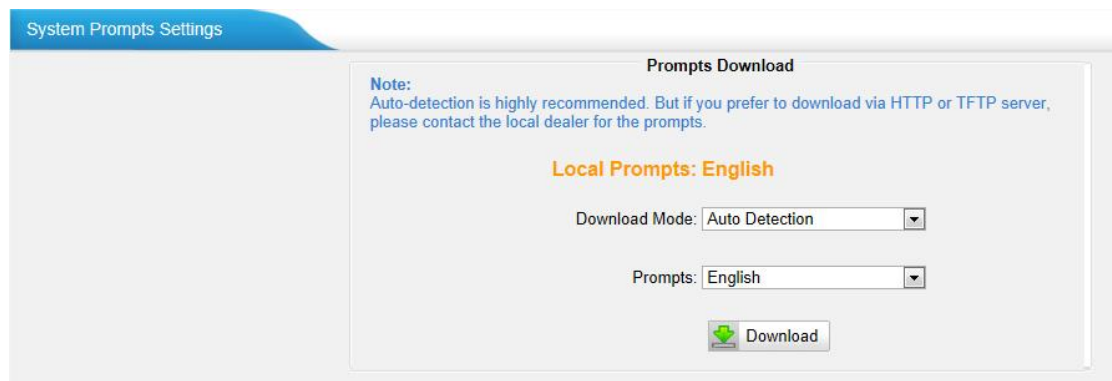 System Prompts Settings
Prompts Download
Note:
Auto-detection is highly recommended. But if you prefer to download via HTTP or TFTP server,
please contact the local dealer for the prompts.
Local Prompts: English
Download Mode: Auto Detection
Prompts: English
Download